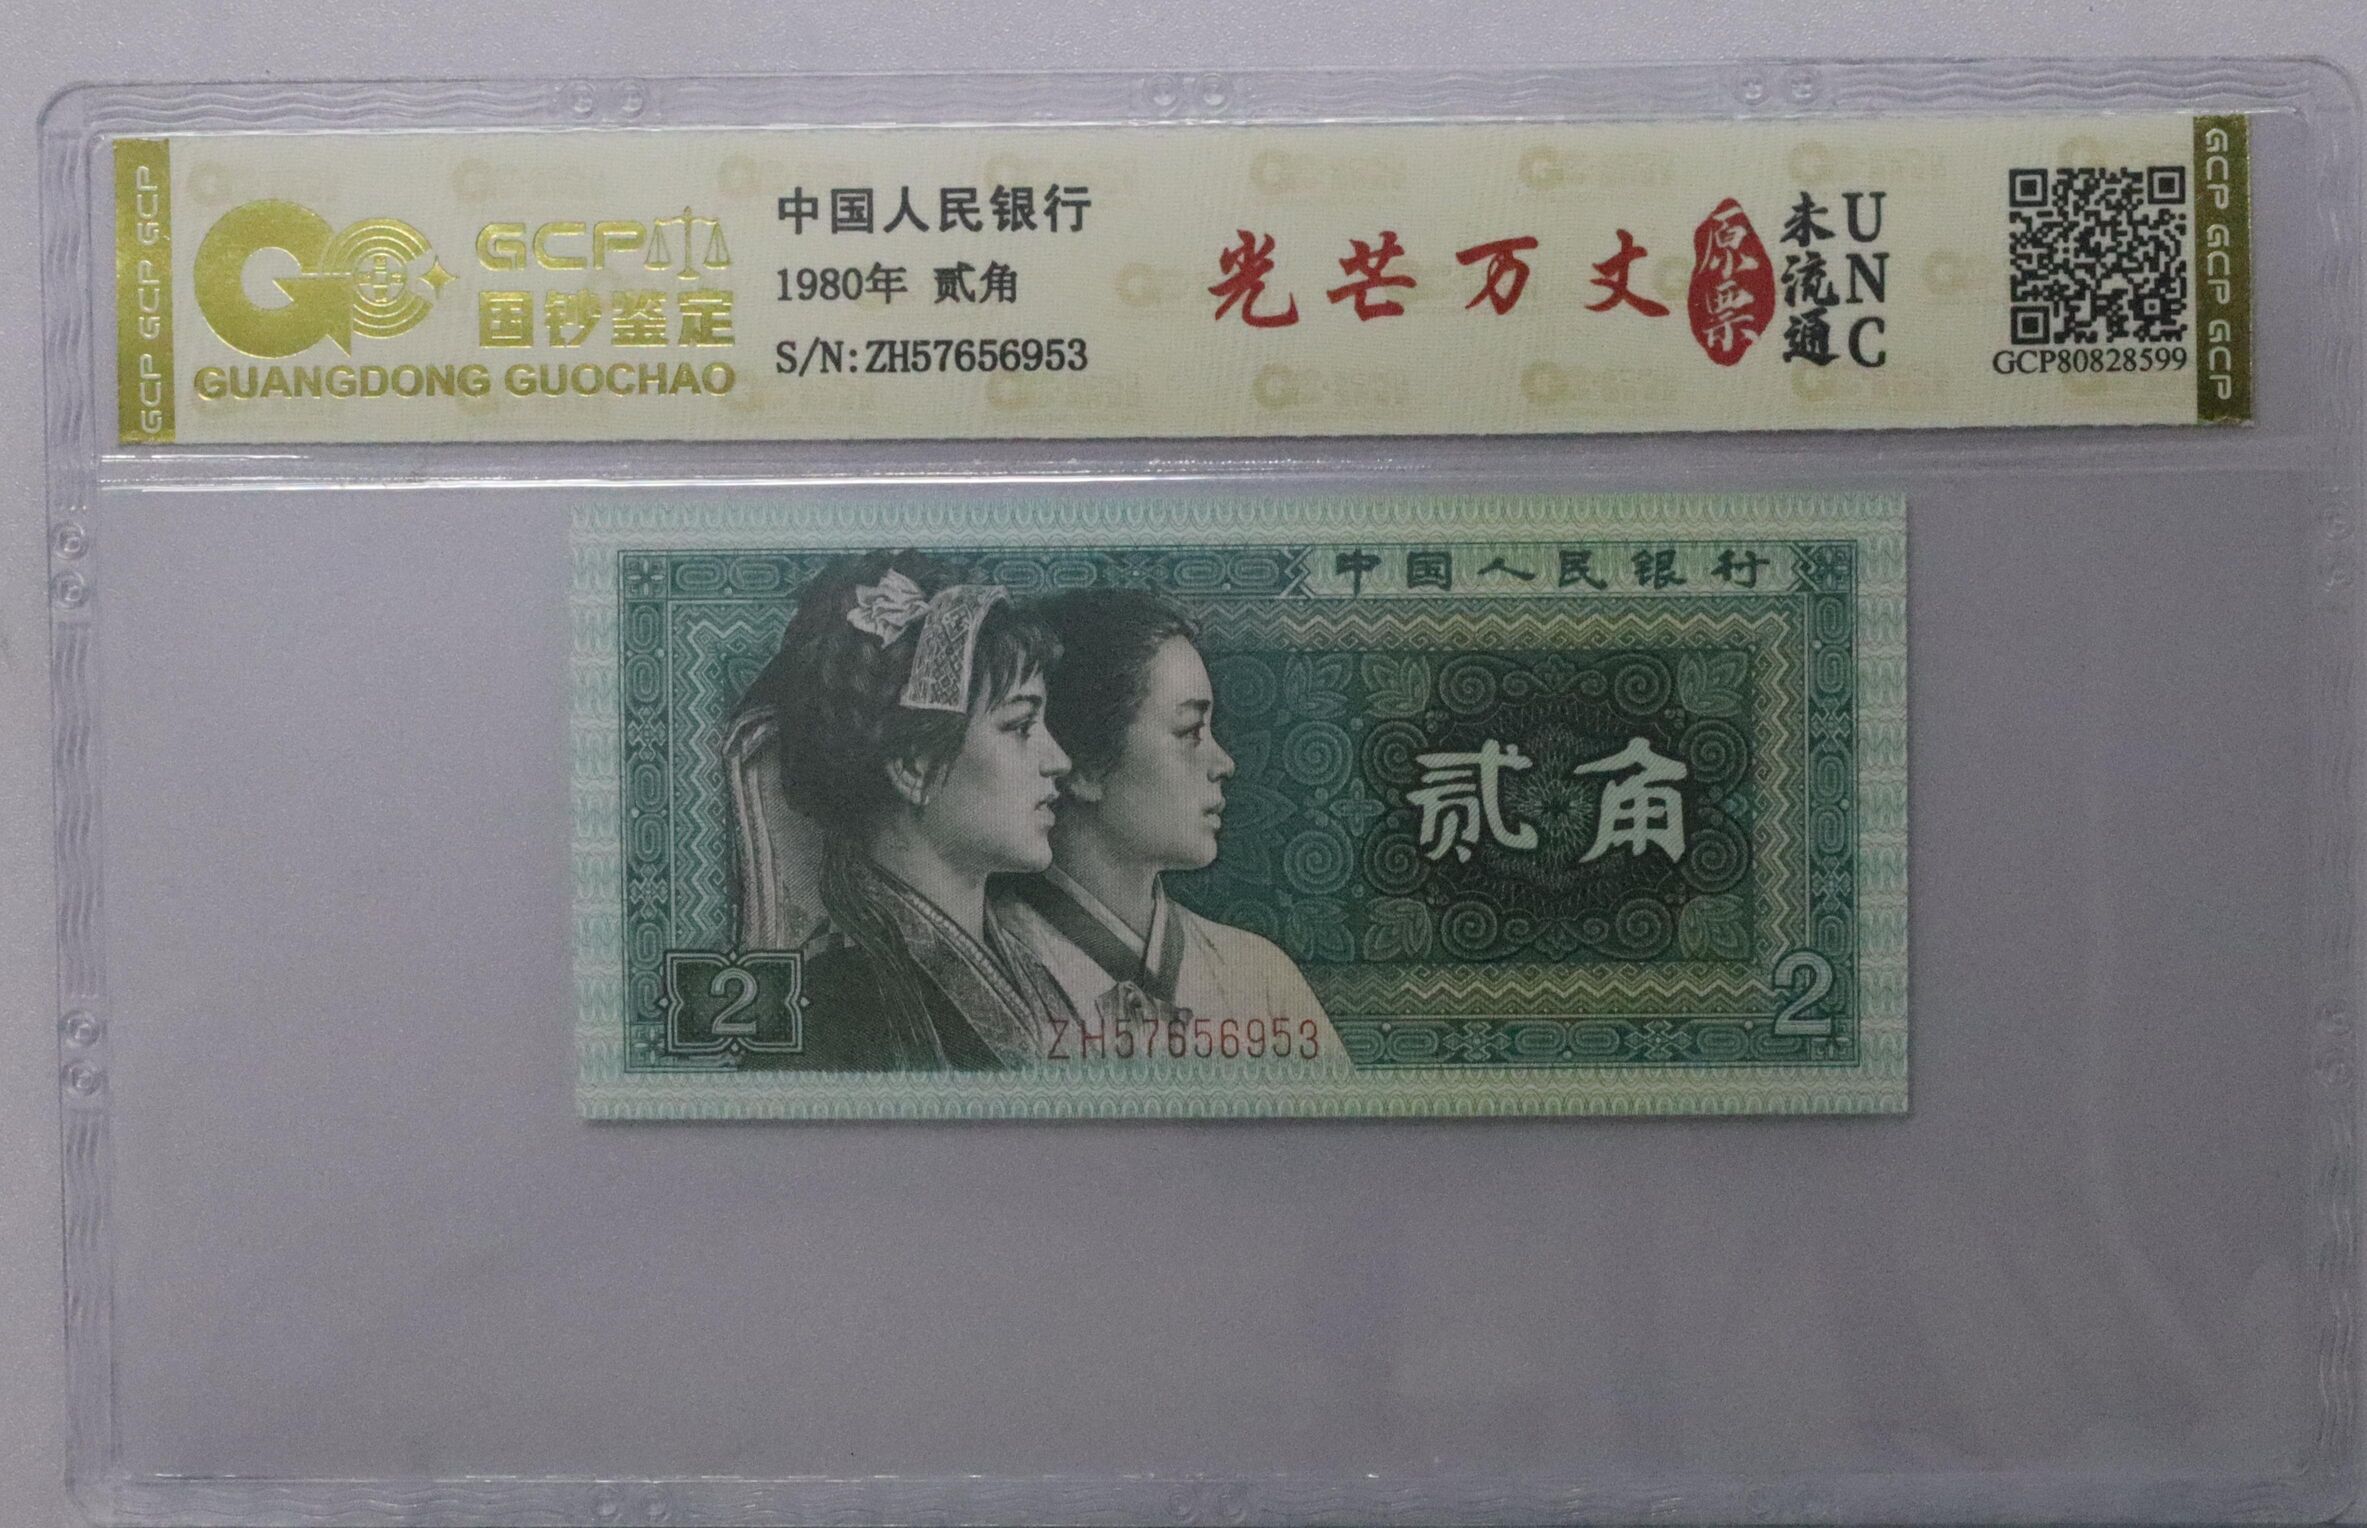 GCP GCP GCP
GCP
国钞鉴定
GUANGDONG GUOCHAO
中国人民银行
1980年 贰角
S/N:ZH57656953
光芒万丈
原票
未流通
UNC
GCP80828599
GCP GCP GCP
中国人民银行
贰角
2
2
ZH57656953